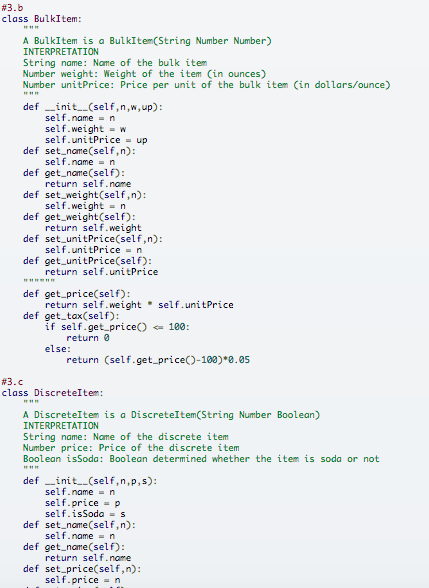 #3.b
class BulkItem:
    """
    A BulkItem is a BulkItem(String Number Number)
    INTERPRETATION
    String name: Name of the bulk item
    Number weight: Weight of the item (in ounces)
    Number unitPrice: Price per unit of the bulk item (in dollars/ounce)
    """
    def __init__(self,n,w,up):
        self.name = n
        self.weight = w
        self.unitPrice = up
    def set_name(self,n):
        self.name = n
    def get_name(self):
        return self.name
    def set_weight(self,n):
        self.weight = n
    def get_weight(self):
        return self.weight
    def set_unitPrice(self,n):
        self.unitPrice = n
    def get_unitPrice(self):
        return self.unitPrice
    """"""
    def get_price(self):
        return self.weight * self.unitPrice
    def get_tax(self):
        if self.get_price() <= 100:
            return 0
        else:
            return (self.get_price()-100)*0.05
#3.c
class DiscreteItem:
    """
    A DiscreteItem is a DiscreteItem(String Number Boolean)
    INTERPRETATION
    String name: Name of the discrete item
    Number price: Price of the discrete item
    Boolean isSoda: Boolean determined whether the item is soda or not
    """
    def __init__(self,n,p,s):
        self.name = n
        self.price = p
        self.isSoda = s
    def set_name(self,n):
        self.name = n
    def get_name(self):
        return self.name
    def set_price(self,n):
        self.price = n